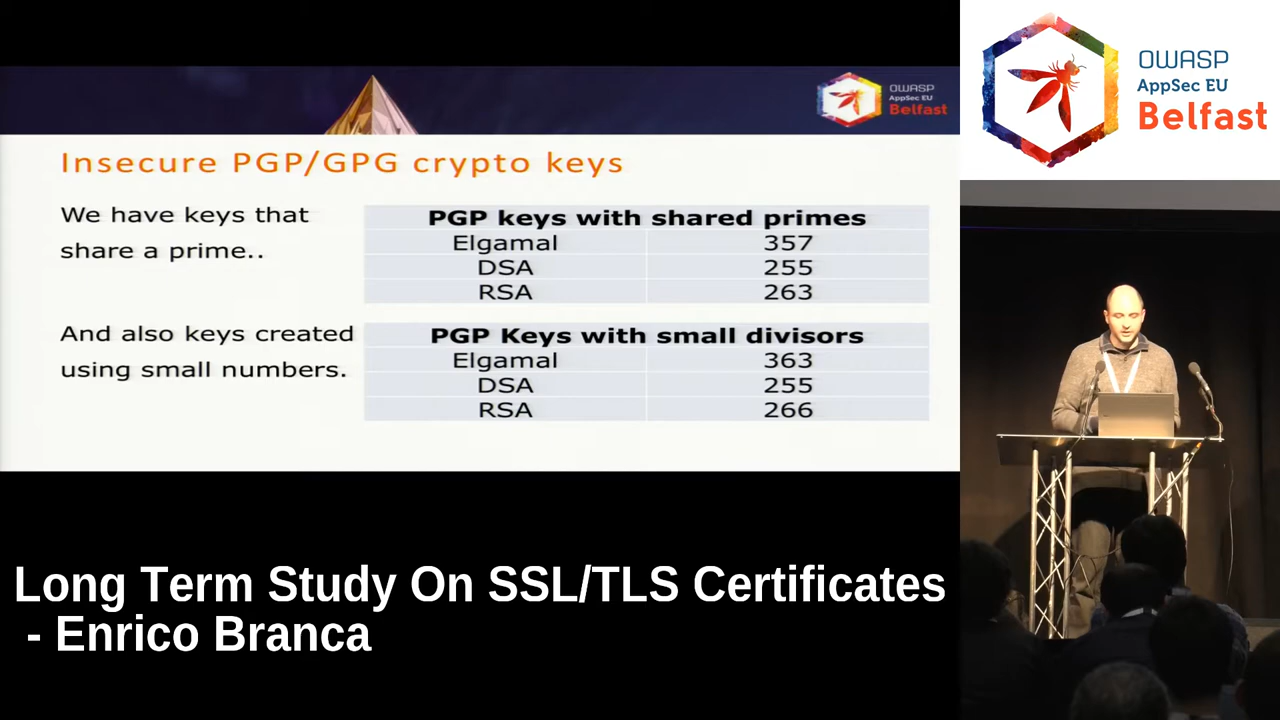 OWASP
AppSec EU
Belfast
OWASP
AppSec EU
Belfast
Insecure PGP/GPG crypto keys
We have keys that
share a prime..
PGP keys with shared primes
Elgamal 357
DSA 255
RSA 263
And also keys created
using small numbers.
PGP Keys with small divisors
Elgamal 363
DSA 255
RSA 266
Long Term Study On SSL/TLS Certificates
- Enrico Branca